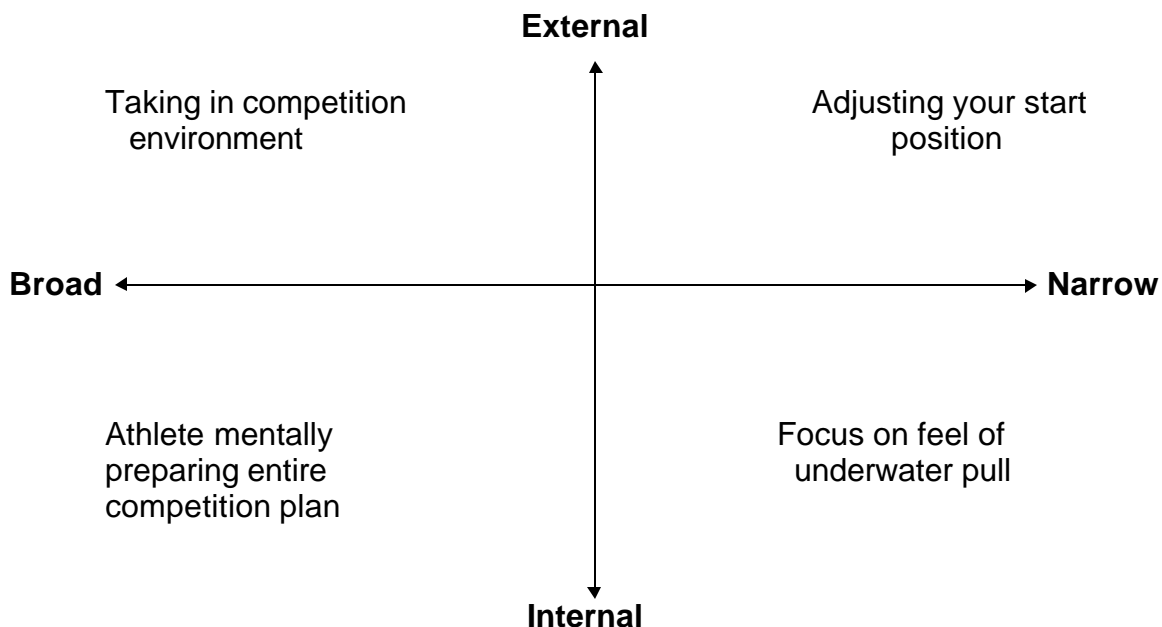 External
Taking in competition
environment
Adjusting your start
position
Broad
Narrow
Athlete mentally
preparing entire
competition plan
Focus on feel of
underwater pull
Internal